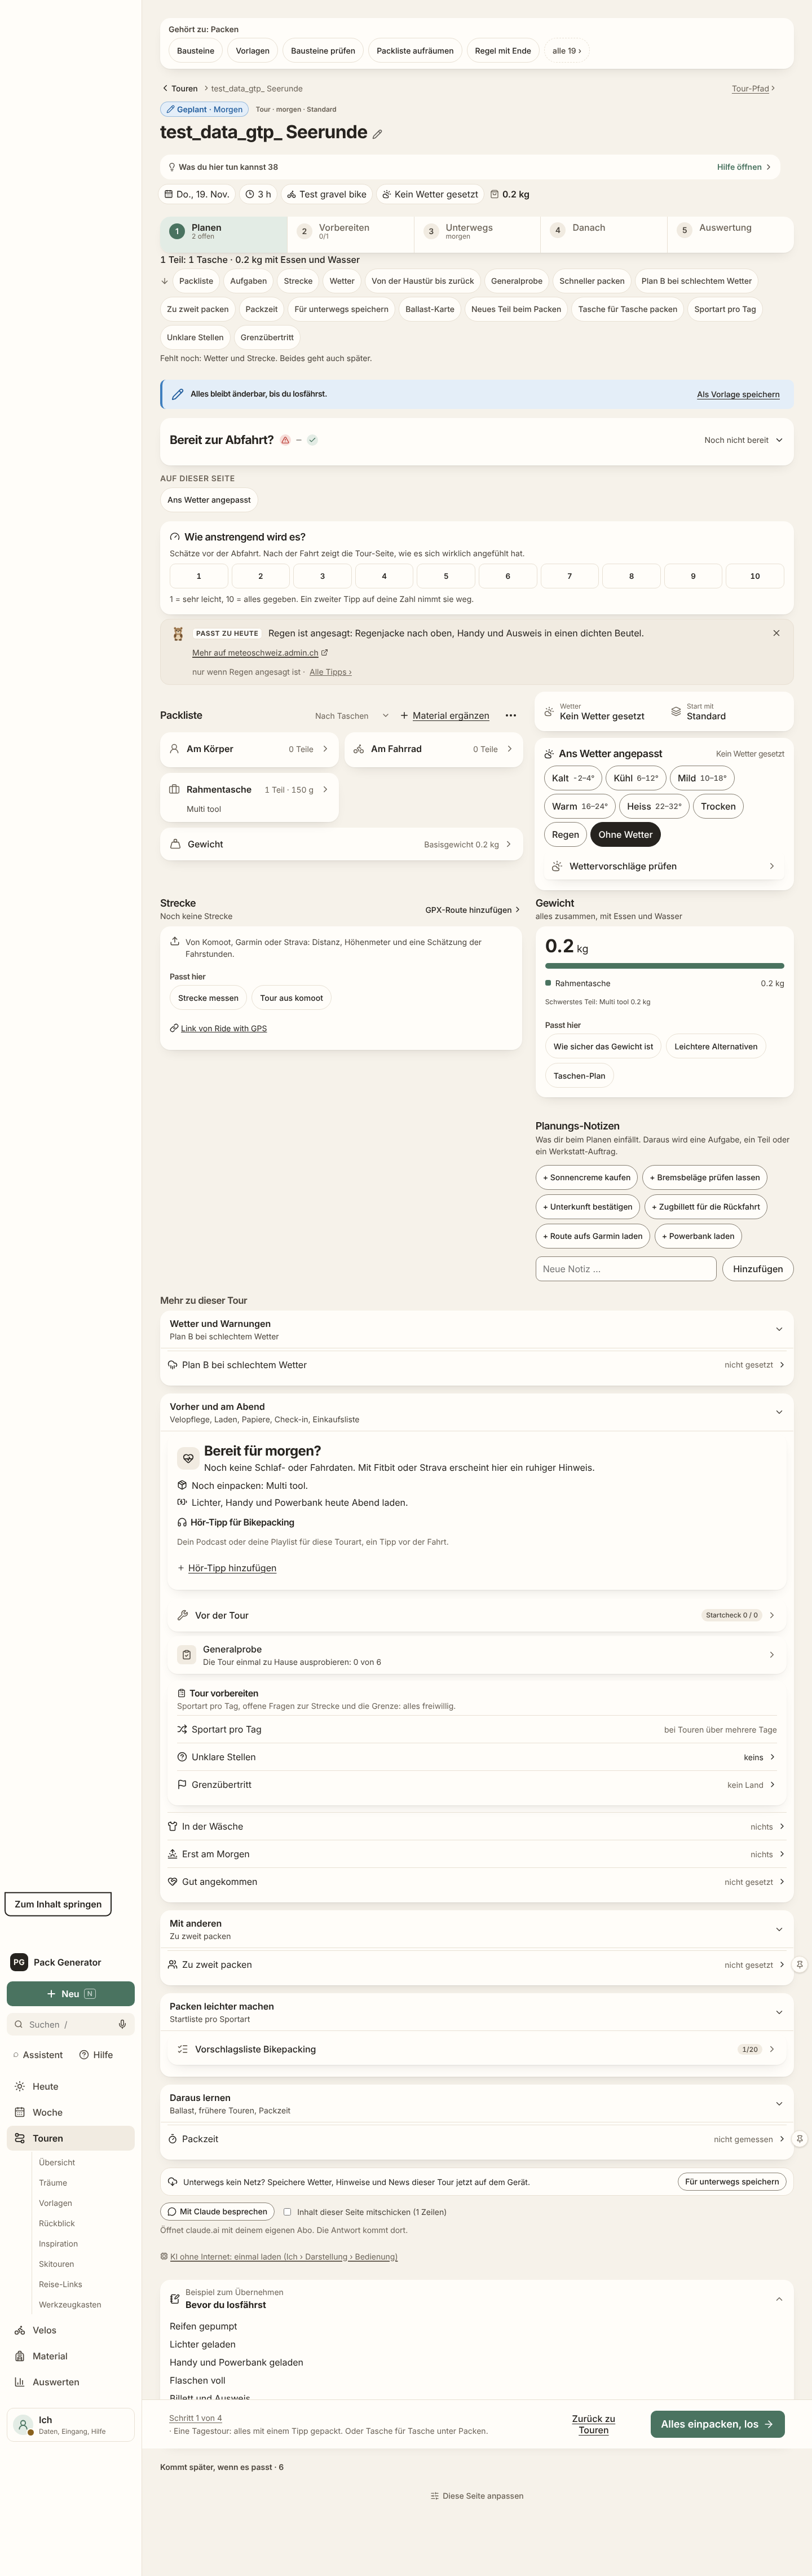 Gehört zu: Packen
Bausteine
Vorlagen
Bausteine prüfen
Packliste aufräumen
Regel mit Ende
alle 19 ›
Touren
test_data_gtp_ Seerunde
Tour-Pfad
Geplant · Morgen
Tour · morgen · Standard
test_data_gtp_ Seerunde
Was du hier tun kannst 38
Hilfe öffnen
Do., 19. Nov.
3 h
Test gravel bike
Kein Wetter gesetzt
0.2 kg
1
Planen
2 offen
2
Vorbereiten
0/1
3
Unterwegs
morgen
4
Danach
5
Auswertung
1 Teil: 1 Tasche · 0.2 kg mit Essen und Wasser
Packliste
Aufgaben
Strecke
Wetter
Von der Haustür bis zurück
Generalprobe
Schneller packen
Plan B bei schlechtem Wetter
Zu zweit packen
Packzeit
Für unterwegs speichern
Ballast-Karte
Neues Teil beim Packen
Tasche für Tasche packen
Sportart pro Tag
Unklare Stellen
Grenzübertritt
Fehlt noch: Wetter und Strecke. Beides geht auch später.
Alles bleibt änderbar, bis du losfährst.
Als Vorlage speichern
Bereit zur Abfahrt?
–
Noch nicht bereit
AUF DIESER SEITE
Ans Wetter angepasst
Wie anstrengend wird es?
Schätze vor der Abfahrt. Nach der Fahrt zeigt die Tour-Seite, wie es sich wirklich angefühlt hat.
1
2
3
4
5
6
7
8
9
10
1 = sehr leicht, 10 = alles gegeben. Ein zweiter Tipp auf deine Zahl nimmt sie weg.
PASST ZU HEUTE
Regen ist angesagt: Regenjacke nach oben, Handy und Ausweis in einen dichten Beutel.
Mehr auf meteoschweiz.admin.ch
nur wenn Regen angesagt ist · Alle Tipps ›
Packliste
Nach Taschen
Material ergänzen
Am Körper
0 Teile
Am Fahrrad
0 Teile
Rahmentasche
1 Teil · 150 g
Multi tool
Gewicht
Basisgewicht 0.2 kg
Wetter
Kein Wetter gesetzt
Start mit
Standard
Ans Wetter angepasst
Kein Wetter gesetzt
Kalt -2–4°
Kühl 6–12°
Mild 10–18°
Warm 16–24°
Heiss 22–32°
Trocken
Regen
Ohne Wetter
Wettervorschläge prüfen
Strecke
Noch keine Strecke
GPX-Route hinzufügen
Von Komoot, Garmin oder Strava: Distanz, Höhenmeter und eine Schätzung der
Fahrstunden.
Passt hier
Strecke messen
Tour aus komoot
Link von Ride with GPS
Gewicht
alles zusammen, mit Essen und Wasser
0.2 kg
Rahmentasche
0.2 kg
Schwerstes Teil: Multi tool 0.2 kg
Passt hier
Wie sicher das Gewicht ist
Leichtere Alternativen
Taschen-Plan
Planungs-Notizen
Was dir beim Planen einfällt. Daraus wird eine Aufgabe, ein Teil oder
ein Werkstatt-Auftrag.
+ Sonnencreme kaufen
+ Bremsbeläge prüfen lassen
+ Unterkunft bestätigen
+ Zugbillett für die Rückfahrt
+ Route aufs Garmin laden
+ Powerbank laden
Neue Notiz ...
Hinzufügen
Mehr zu dieser Tour
Wetter und Warnungen
Plan B bei schlechtem Wetter
Plan B bei schlechtem Wetter
nicht gesetzt
Vorher und am Abend
Velopflege, Laden, Papiere, Check-in, Einkaufsliste
Bereit für morgen?
Noch keine Schlaf- oder Fahrdaten. Mit Fitbit oder Strava erscheint hier ein ruhiger Hinweis.
Noch einpacken: Multi tool.
Lichter, Handy und Powerbank heute Abend laden.
Hör-Tipp für Bikepacking
Dein Podcast oder deine Playlist für diese Tourart, ein Tipp vor der Fahrt.
Hör-Tipp hinzufügen
Vor der Tour
Startcheck 0 / 0
Generalprobe
Die Tour einmal zu Hause ausprobieren: 0 von 6
Tour vorbereiten
Sportart pro Tag, offene Fragen zur Strecke und die Grenze: alles freiwillig.
Sportart pro Tag
bei Touren über mehrere Tage
Unklare Stellen
keins
Grenzübertritt
kein Land
In der Wäsche
nichts
Erst am Morgen
nichts
Gut angekommen
nicht gesetzt
Mit anderen
Zu zweit packen
Zu zweit packen
nicht gesetzt
Packen leichter machen
Startliste pro Sportart
Vorschlagsliste Bikepacking
1/20
Daraus lernen
Ballast, frühere Touren, Packzeit
Packzeit
nicht gemessen
Unterwegs kein Netz? Speichere Wetter, Hinweise und News dieser Tour jetzt auf dem Gerät.
Für unterwegs speichern
Mit Claude besprechen
Inhalt dieser Seite mitschicken (1 Zeilen)
Öffnet claude.ai mit deinem eigenen Abo. Die Antwort kommt dort.
KI ohne Internet: einmal laden (Ich › Darstellung › Bedienung)
Beispiel zum Übernehmen
Bevor du losfährst
Reifen gepumpt
Lichter geladen
Handy und Powerbank geladen
Flaschen voll
Billett und Ausweis
Schritt 1 von 4
· Eine Tagestour: alles mit einem Tipp gepackt. Oder Tasche für Tasche unter Packen.
Zurück zu
Touren
Alles einpacken, los
Kommt später, wenn es passt · 6
Diese Seite anpassen
Zum Inhalt springen
PG
Pack Generator
Neu N
Suchen /
Assistent
Hilfe
Heute
Woche
Touren
Übersicht
Träume
Vorlagen
Rückblick
Inspiration
Skitouren
Reise-Links
Werkzeugkasten
Velos
Material
Auswerten
Ich
Daten, Eingang, Hilfe